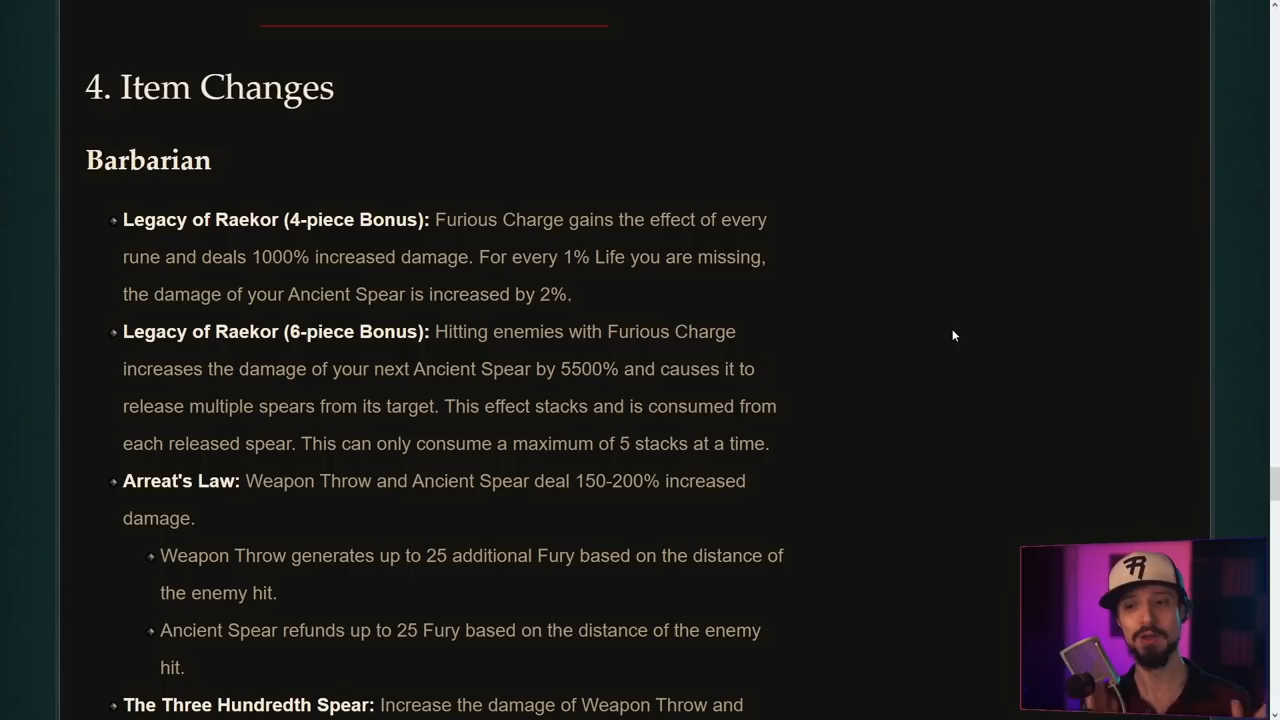 4. Item Changes
Barbarian
Legacy of Raekor (4-piece Bonus): Furious Charge gains the effect of every
rune and deals 1000% increased damage. For every 1% Life you are missing,
the damage of your Ancient Spear is increased by 2%.
Legacy of Raekor (6-piece Bonus): Hitting enemies with Furious Charge
increases the damage of your next Ancient Spear by 5500% and causes it to
release multiple spears from its target. This effect stacks and is consumed from
each released spear. This can only consume a maximum of 5 stacks at a time.
Arreat's Law: Weapon Throw and Ancient Spear deal 150-200% increased
damage.
Weapon Throw generates up to 25 additional Fury based on the distance of
the enemy hit.
Ancient Spear refunds up to 25 Fury based on the distance of the enemy
hit.
The Three Hundredth Spear: Increase the damage of Weapon Throw and